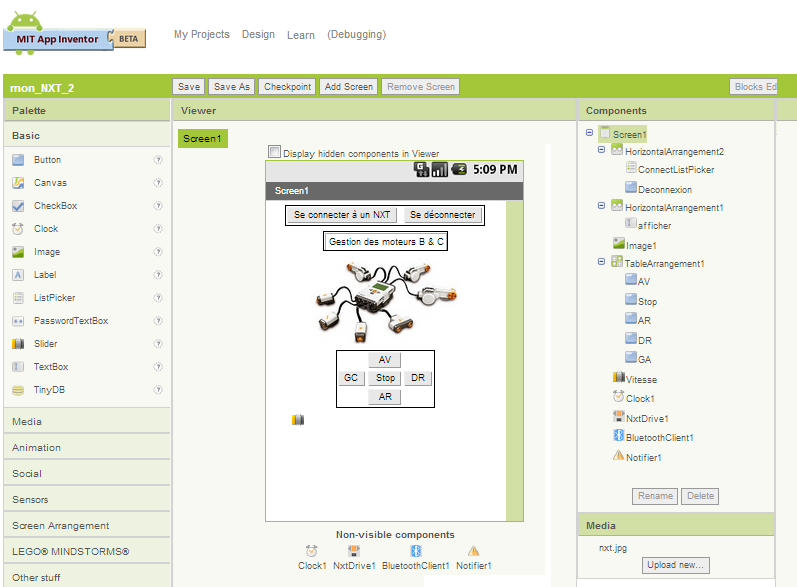 MIT App Inventor BETA
My Projects Design Learn (Debugging)
mon_NXT_2 Save Save As Checkpoint Add Screen Remove Screen Blocks Ed
Palette
Basic
Button ?
Canvas ?
CheckBox ?
Clock ?
Image ?
Label ?
ListPicker ?
PasswordTextBox ?
Slider ?
TextBox ?
TinyDB ?
Media
Animation
Social
Sensors
Screen Arrangement
LEGO® MINDSTORMS®
Other stuff
Viewer
Screen1
Display hidden components in Viewer
5:09 PM
Screen1
Se connecter à un NXT Se déconnecter
Gestion des moteurs B & C
AV
GC Stop DR
AR
Non-visible components
Clock1 NxtDrive1 BluetoothClient1 Notifier1
Components
Screen1
HorizontalArrangement2
ConnectListPicker
Deconnexion
HorizontalArrangement1
afficher
Image1
TableArrangement1
AV
Stop
AR
DR
GA
Vitesse
Clock1
NxtDrive1
BluetoothClient1
Notifier1
Rename Delete
Media
nxt.jpg
Upload new...